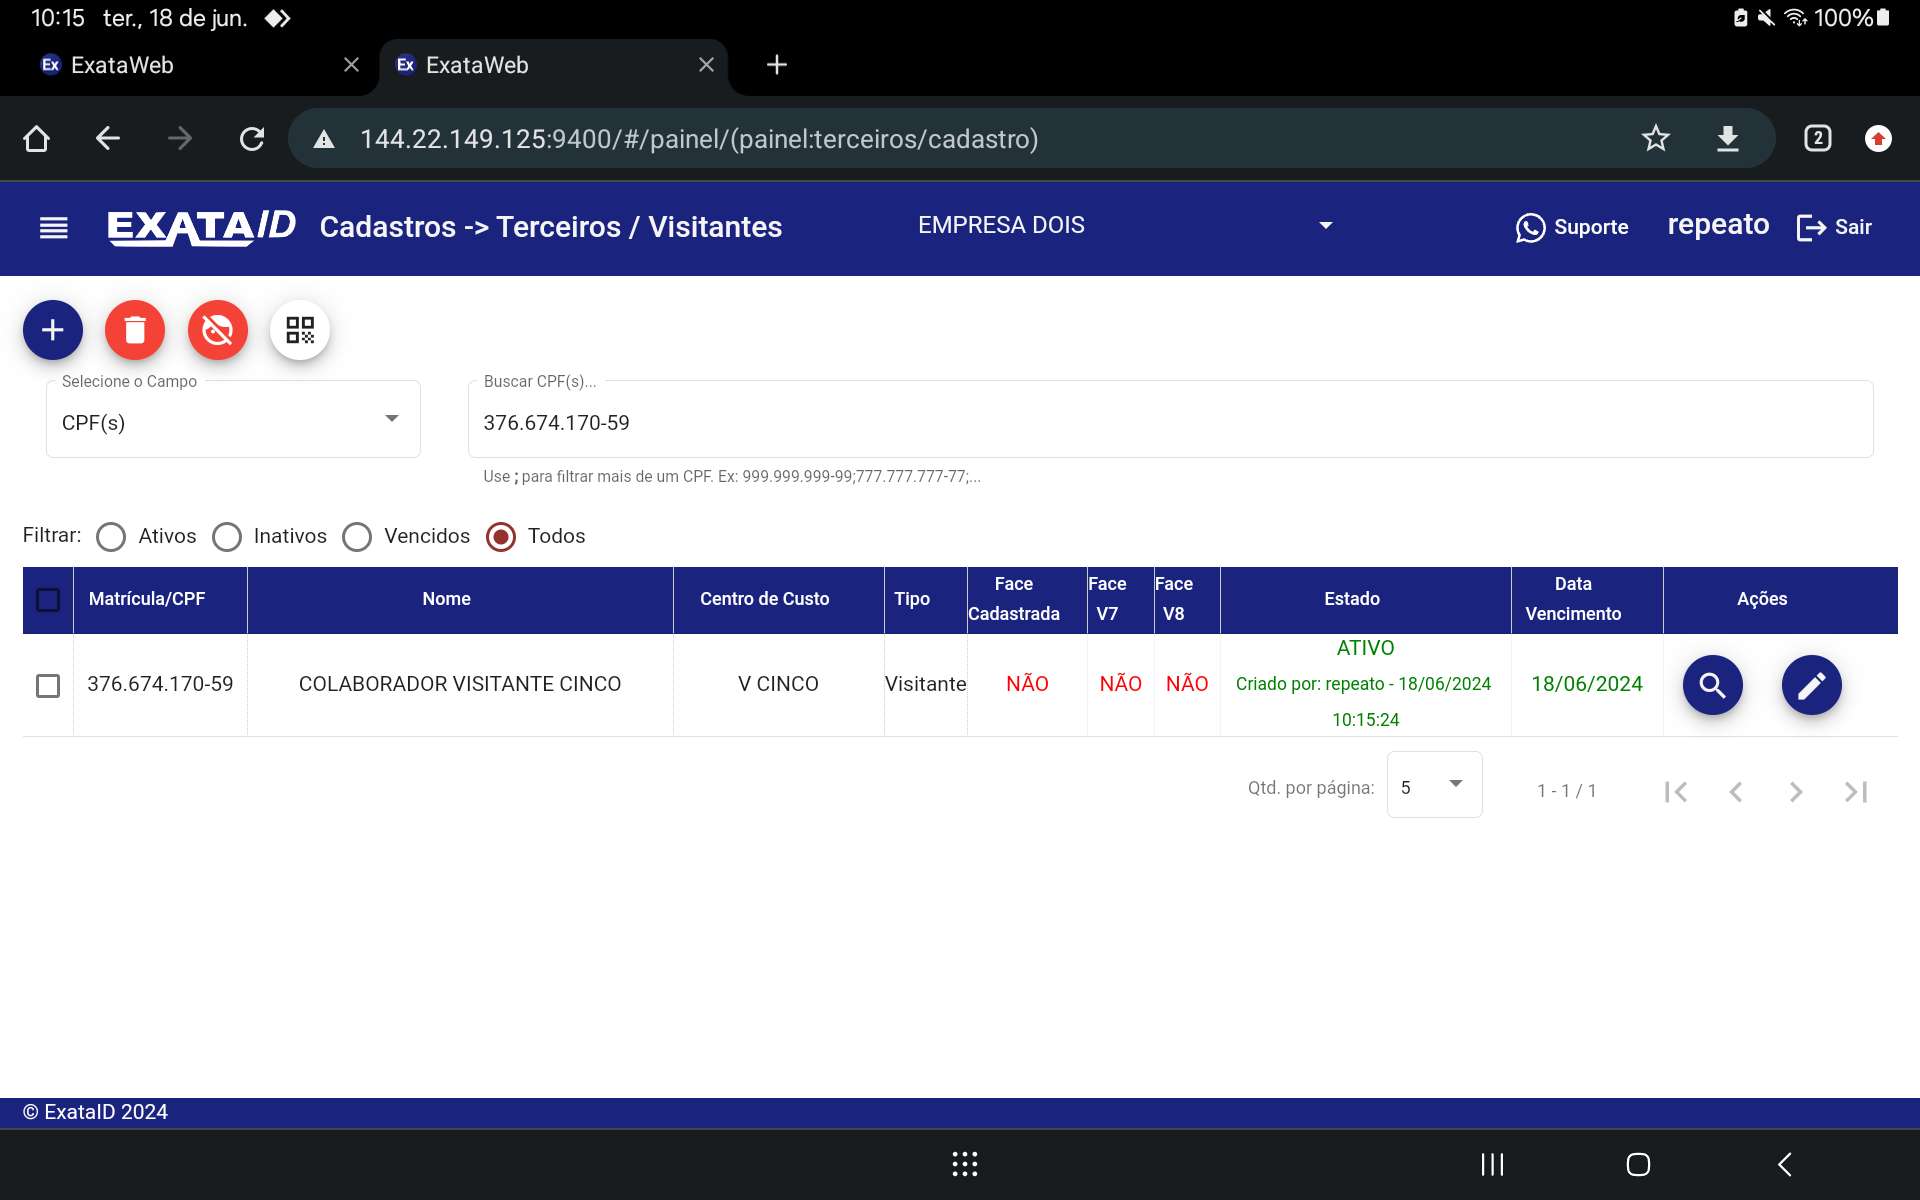 10:15 ter., 18 de jun.
100%
Ex ExataWeb
Ex ExataWeb
144.22.149.125:9400/#/painel/(painel:terceiros/cadastro)
2
EXATA ID Cadastros -> Terceiros / Visitantes EMPRESA DOIS Suporte repeato Sair
Selecione o Campo
CPF(s)
Buscar CPF(s)...
376.674.170-59
Use ; para filtrar mais de um CPF. Ex: 999.999.999-99;777.777.777-77;...
Filtrar: Ativos Inativos Vencidos Todos
Matrícula/CPF Nome Centro de Custo Tipo Face Cadastrada Face V7 Face V8 Estado Data Vencimento Ações
376.674.170-59 COLABORADOR VISITANTE CINCO V CINCO Visitante NÃO NÃO NÃO ATIVO
Criado por: repeato - 18/06/2024
10:15:24
18/06/2024
Qtd. por página: 5 1 - 1 / 1
© ExataID 2024